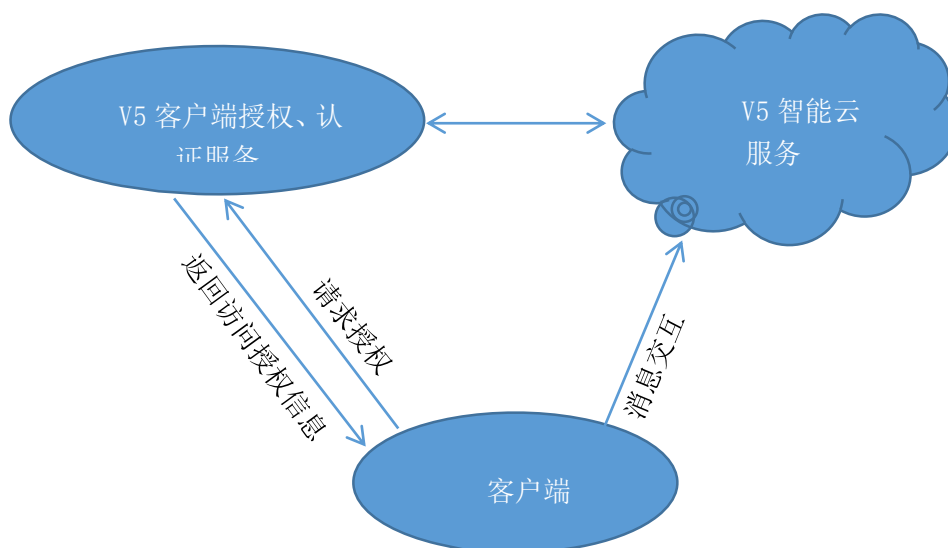 V5 客户端授权、认
证服务
V5 智能云
服务
返回访问授权信息
请求授权
消息交互
客户端